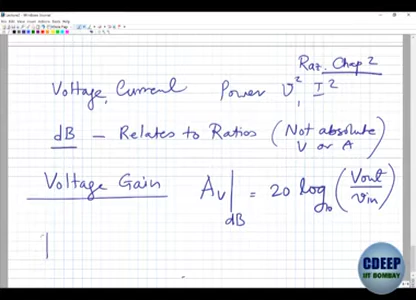 Raz. Chap 2
Voltage, Current Power v², I²
dB – Relates to Ratios (Not absolute V or A)
Voltage Gain Av|dB = 20 log10 (Vout/vin)
CDEEP
IIT BOMBAY